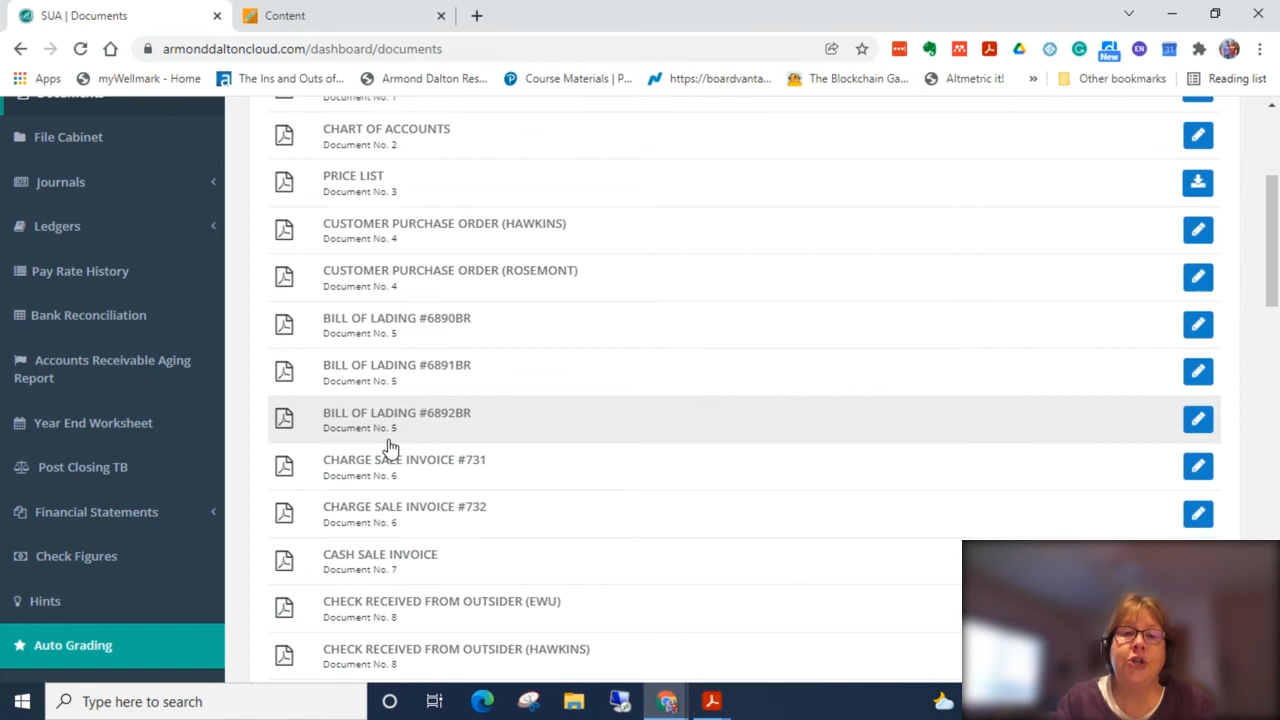 SUA | Documents
Content
armonddaltoncloud.com/dashboard/documents
New
EN
31
Apps
myWellmark - Home
The Ins and Outs of...
Armond Dalton Res...
Course Materials | P...
https://boardvanta...
The Blockchain Ga...
Altmetric it!
»
Other bookmarks
Reading list
Documents
File Cabinet
Journals
Ledgers
Pay Rate History
Bank Reconciliation
Accounts Receivable Aging
Report
Year End Worksheet
Post Closing TB
Financial Statements
Check Figures
Hints
Auto Grading
Document No. 1
CHART OF ACCOUNTS
Document No. 2
PRICE LIST
Document No. 3
CUSTOMER PURCHASE ORDER (HAWKINS)
Document No. 4
CUSTOMER PURCHASE ORDER (ROSEMONT)
Document No. 4
BILL OF LADING #6890BR
Document No. 5
BILL OF LADING #6891BR
Document No. 5
BILL OF LADING #6892BR
Document No. 5
CHARGE SALE INVOICE #731
Document No. 6
CHARGE SALE INVOICE #732
Document No. 6
CASH SALE INVOICE
Document No. 7
CHECK RECEIVED FROM OUTSIDER (EWU)
Document No. 8
CHECK RECEIVED FROM OUTSIDER (HAWKINS)
Document No. 8
Type here to search